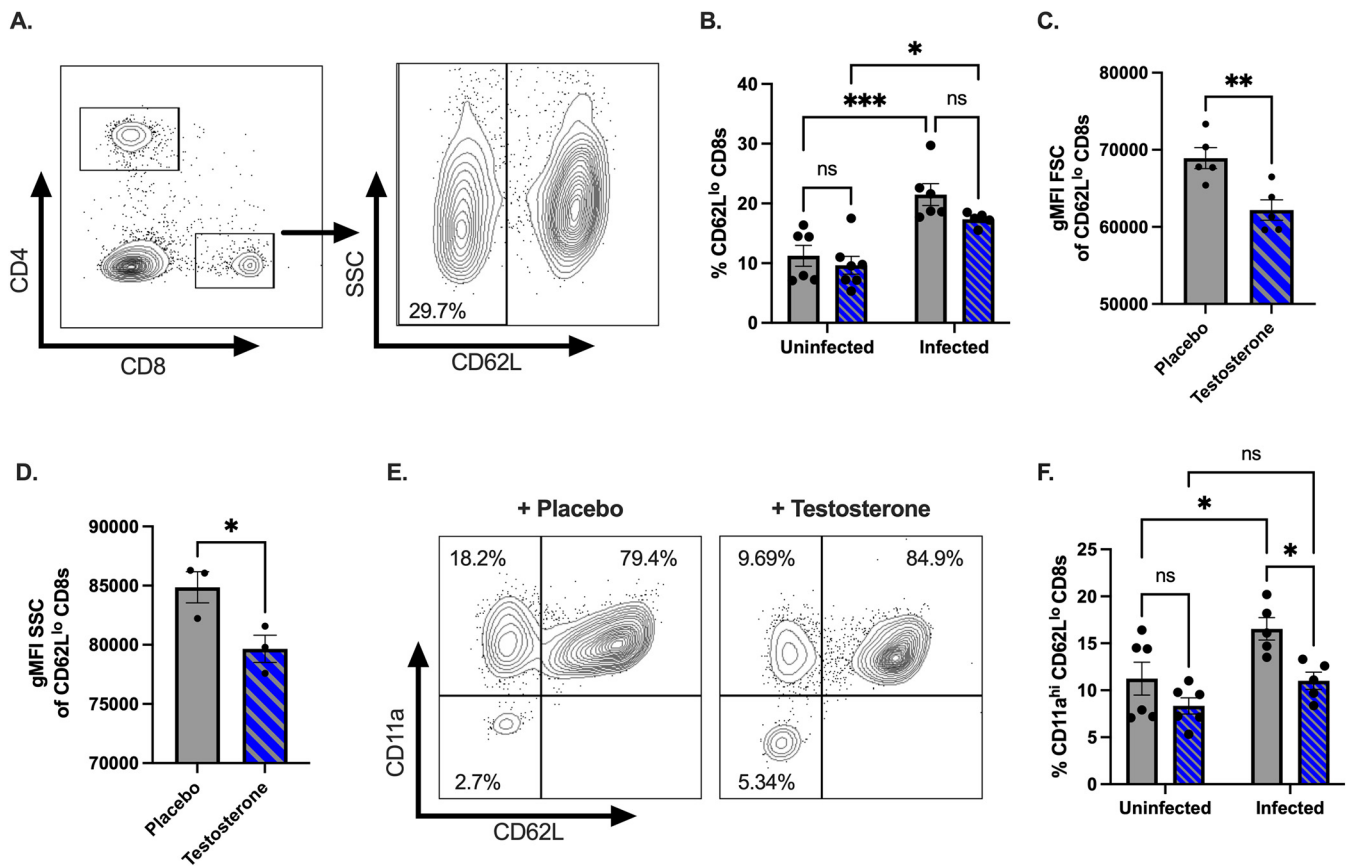 A.
CD4
CD8
SSC
29.7%
CD62L
B.
% CD62Lˡᵒ CD8s
40
30
20
10
0
ns
***
*
ns
Uninfected
Infected
C.
gMFI FSC
of CD62Lˡᵒ CD8s
80000
70000
60000
50000
**
Placebo
Testosterone
D.
gMFI SSC
of CD62Lˡᵒ CD8s
90000
85000
80000
75000
70000
*
Placebo
Testosterone
E.
+ Placebo
+ Testosterone
18.2%
79.4%
2.7%
9.69%
84.9%
5.34%
CD11a
CD62L
F.
% CD11aʰⁱ CD62Lˡᵒ CD8s
25
20
15
10
5
0
ns
*
ns
*
Uninfected
Infected